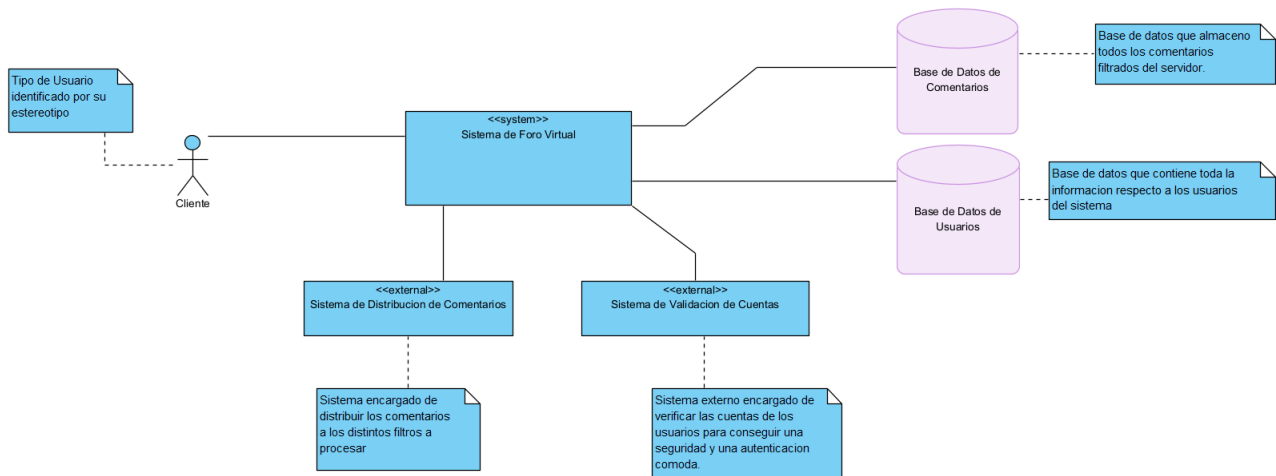 Tipo de Usuario
identificado por su
estereotipo
Cliente
<<system>>
Sistema de Foro Virtual
Base de Datos de
Comentarios
Base de datos que almaceno
todos los comentarios
filtrados del servidor.
Base de Datos de
Usuarios
Base de datos que contiene toda la
informacion respecto a los usuarios
del sistema
<<external>>
Sistema de Distribucion de Comentarios
<<external>>
Sistema de Validacion de Cuentas
Sistema encargado de
distribuir los comentarios
a los distintos filtros a
procesar
Sistema externo encargado de
verificar las cuentas de los
usuarios para conseguir una
seguridad y una autenticacion
comoda.